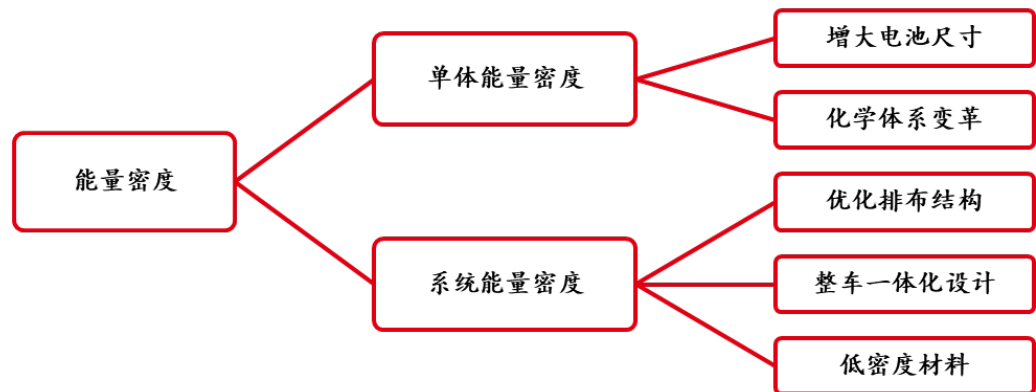 能量密度
单体能量密度
增大电池尺寸
化学体系变革
系统能量密度
优化排布结构
整车一体化设计
低密度材料